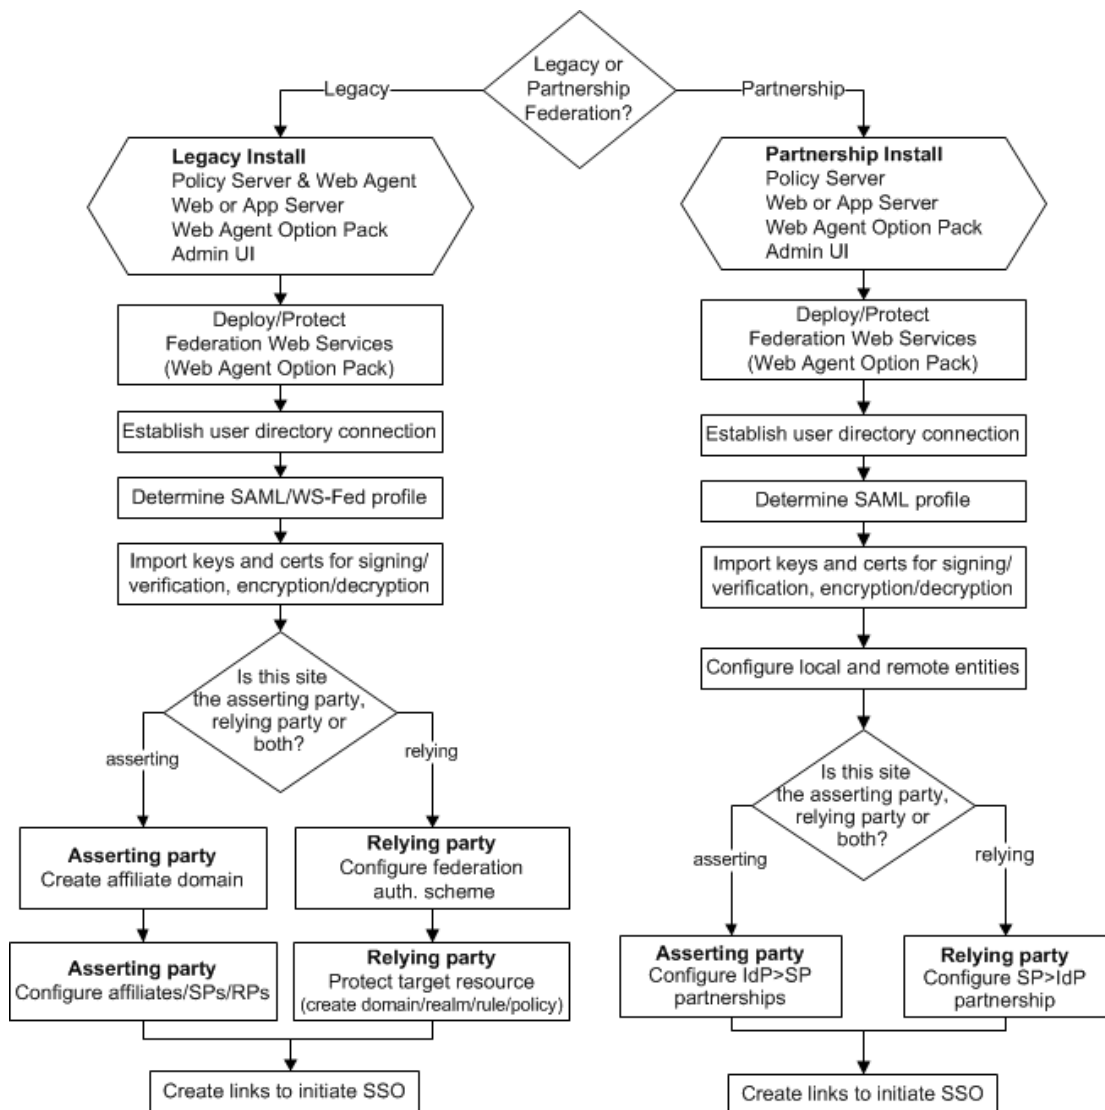 Legacy or
Partnership
Federation?
Legacy
Partnership
Legacy Install
Policy Server & Web Agent
Web or App Server
Web Agent Option Pack
Admin UI
Partnership Install
Policy Server
Web or App Server
Web Agent Option Pack
Admin UI
Deploy/Protect
Federation Web Services
(Web Agent Option Pack)
Deploy/Protect
Federation Web Services
(Web Agent Option Pack)
Establish user directory connection
Establish user directory connection
Determine SAML/WS-Fed profile
Determine SAML profile
Import keys and certs for signing/
verification, encryption/decryption
Import keys and certs for signing/
verification, encryption/decryption
Configure local and remote entities
Is this site
the asserting party,
relying party or
both?
asserting
relying
Is this site
the asserting party,
relying party or
both?
asserting
relying
Asserting party
Create affiliate domain
Relying party
Configure federation
auth. scheme
Asserting party
Configure affiliates/SPs/RPs
Relying party
Protect target resource
(create domain/realm/rule/policy)
Asserting party
Configure IdP>SP
partnerships
Relying party
Configure SP>IdP
partnership
Create links to initiate SSO
Create links to initiate SSO